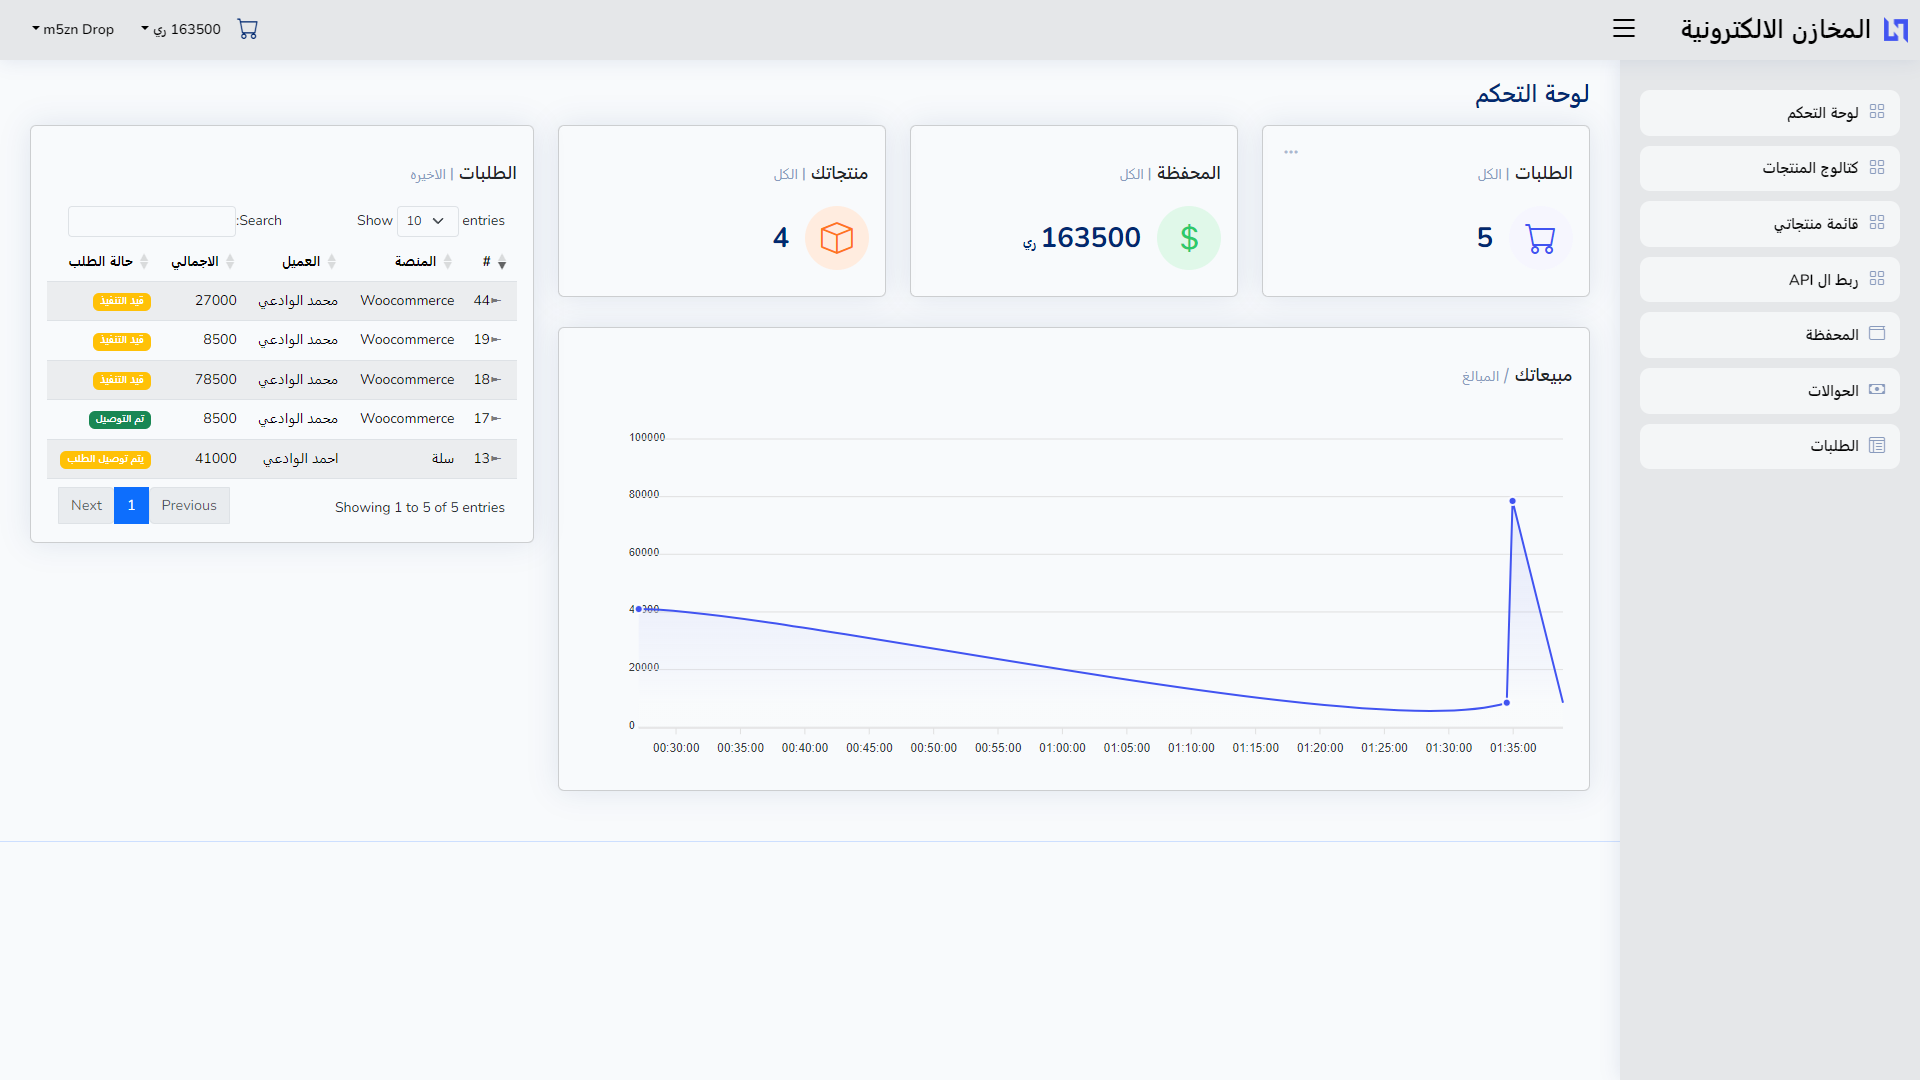 المخازن الالكترونية
163500 ري
m5zn Drop
لوحة التحكم
كتالوج المنتجات
قائمة منتجاتي
ربط ال API
المحفظة
الحوالات
الطلبات
لوحة التحكم
الطلبات | الكل
5
المحفظة | الكل
163500 ري
منتجاتك | الكل
4
مبيعاتك / المبالغ
100000
80000
60000
20000
0
00:30:00 00:35:00 00:40:00 00:45:00 00:50:00 00:55:00 01:00:00 01:05:00 01:10:00 01:15:00 01:20:00 01:25:00 01:30:00 01:35:00
الطلبات | الاخيره
Show 10 entries
Search:
# المنصة العميل الاجمالي حالة الطلب
44 Woocommerce محمد الوادعي 27000 قيد التنفيذ
19 Woocommerce محمد الوادعي 8500 قيد التنفيذ
18 Woocommerce محمد الوادعي 78500 قيد التنفيذ
17 Woocommerce محمد الوادعي 8500 تم التوصيل
13 سلة احمد الوادعي 41000 يتم توصيل الطلب
Showing 1 to 5 of 5 entries
Previous 1 Next